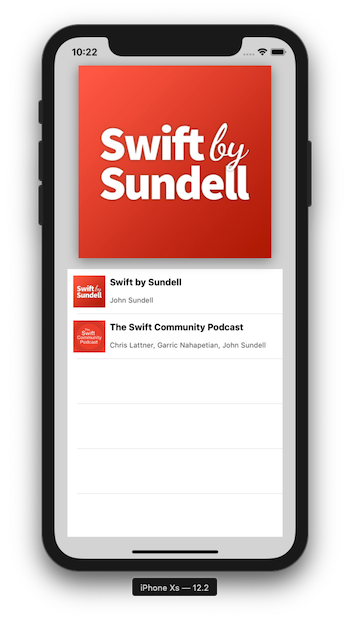 10:22
Swift by
Sundell
Swift by
Sundell
Swift by Sundell
John Sundell
The Swift
Community
Podcast
The Swift Community Podcast
Chris Lattner, Garric Nahapetian, John Sundell
iPhone Xs — 12.2